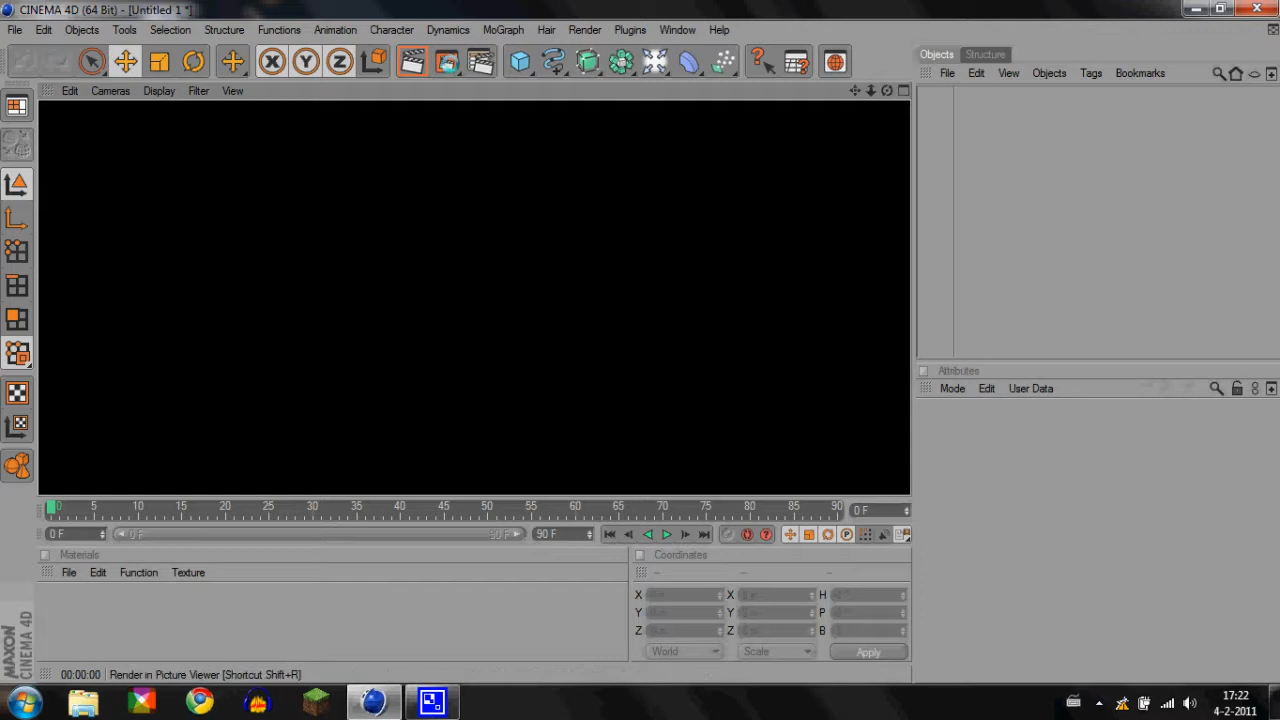 CINEMA 4D (64 Bit) - [Untitled 1 *]
File Edit Objects Tools Selection Structure Functions Animation Character Dynamics MoGraph Hair Render Plugins Window Help
X Y Z
Objects Structure
File Edit View Objects Tags Bookmarks
Edit Cameras Display Filter View
Attributes
Mode Edit User Data
0 5 10 15 20 25 30 35 40 45 50 55 60 65 70 75 80 85 90 0 F
0 F 0 F 90 F 90 F
Materials
File Edit Function Texture
Coordinates
X X H
Y Y P
Z Z B
World Scale Apply
MAXON
CINEMA 4D
00:00:00 Render in Picture Viewer [Shortcut Shift+R]
17:22
4-2-2011